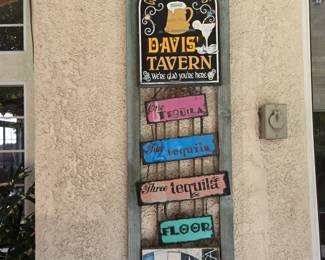 DAVIS'
TAVERN
We're glad you're here
One TEQUILA
Two tequila
Three tequila
FLOOR